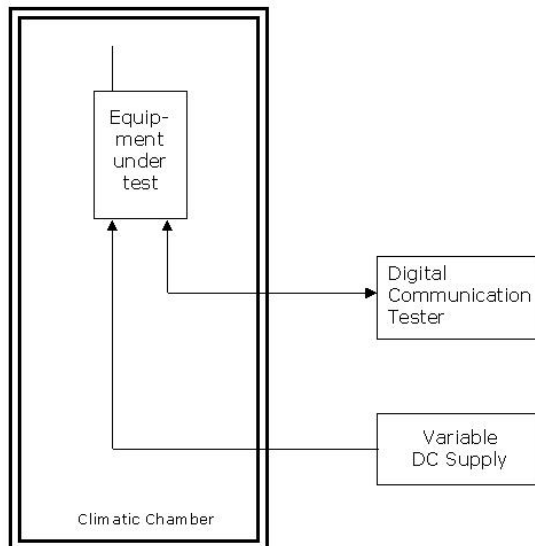 Equip-
ment
under
test
Digital
Communication
Tester
Variable
DC Supply
Climatic Chamber